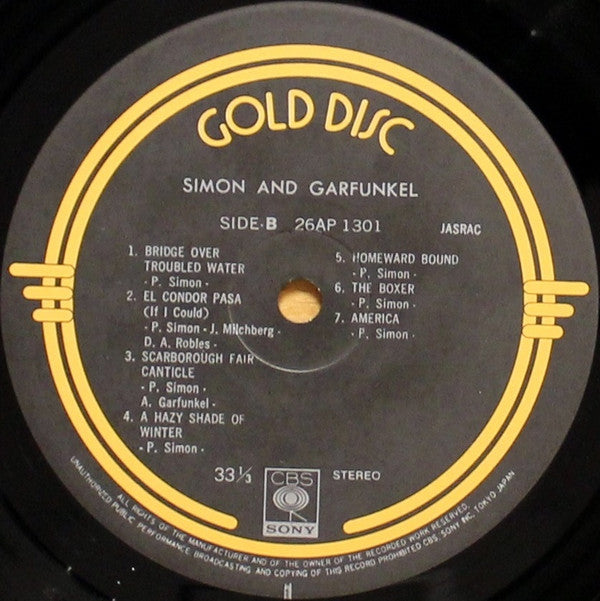 GOLD DISC
SIMON AND GARFUNKEL
SIDE·B 26AP 1301 JASRAC
1. BRIDGE OVER
TROUBLED WATER
- P. Simon -
2. EL CONDOR PASA
(If I Could)
- P. Simon - J. Milchberg -
D. A. Robles -
3. SCARBOROUGH FAIR
CANTICLE
- P. Simon -
A. Garfunkel -
4. A HAZY SHADE OF
WINTER
- P. Simon -
5. HOMEWARD BOUND
- P. Simon -
6. THE BOXER
- P. Simon -
7. AMERICA
- P. Simon -
33⅓ CBS STEREO
SONY
ALL RIGHTS OF THE MANUFACTURER AND OF THE OWNER OF THE RECORDED WORK RESERVED.
UNAUTHORIZED PUBLIC PERFORMANCE, BROADCASTING AND COPYING OF THIS RECORD PROHIBITED CBS. SONY INC. TOKYO JAPAN